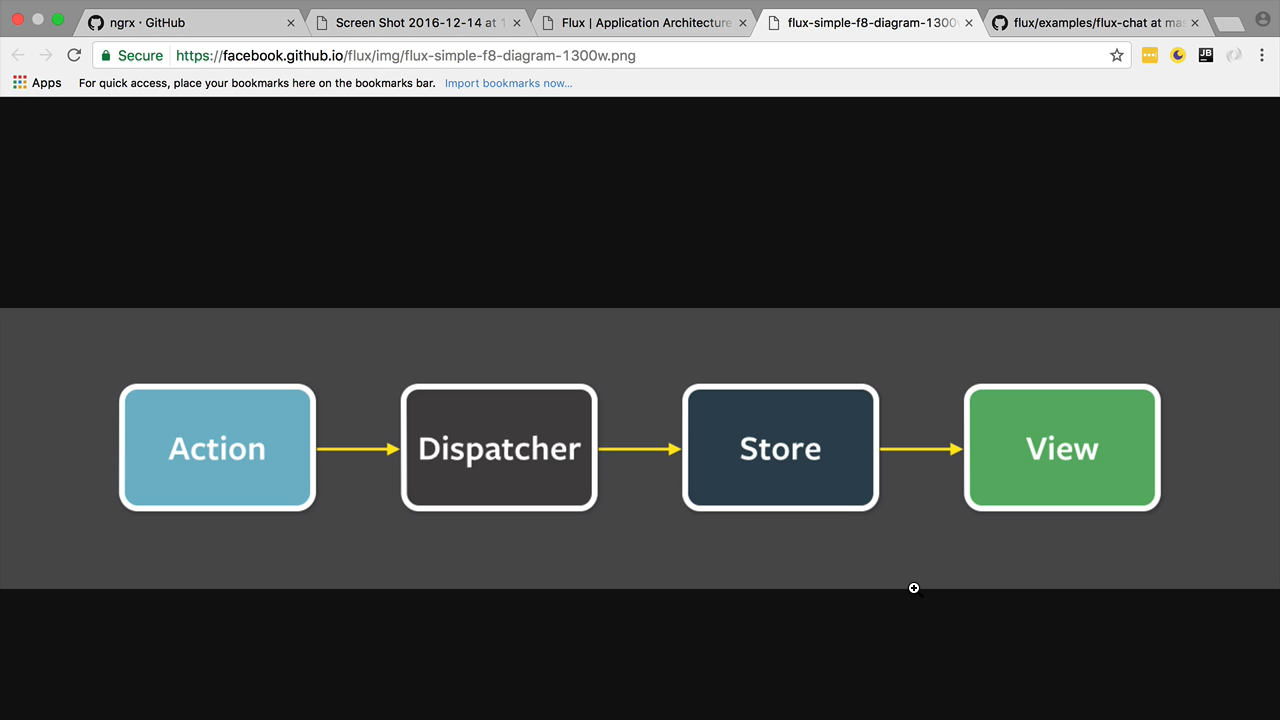 ngrx · GitHub
Screen Shot 2016-12-14 at 1
Flux | Application Architecture
flux-simple-f8-diagram-1300
flux/examples/flux-chat at mas
Secure https://facebook.github.io/flux/img/flux-simple-f8-diagram-1300w.png
JB
Apps For quick access, place your bookmarks here on the bookmarks bar. Import bookmarks now...
Action
Dispatcher
Store
View